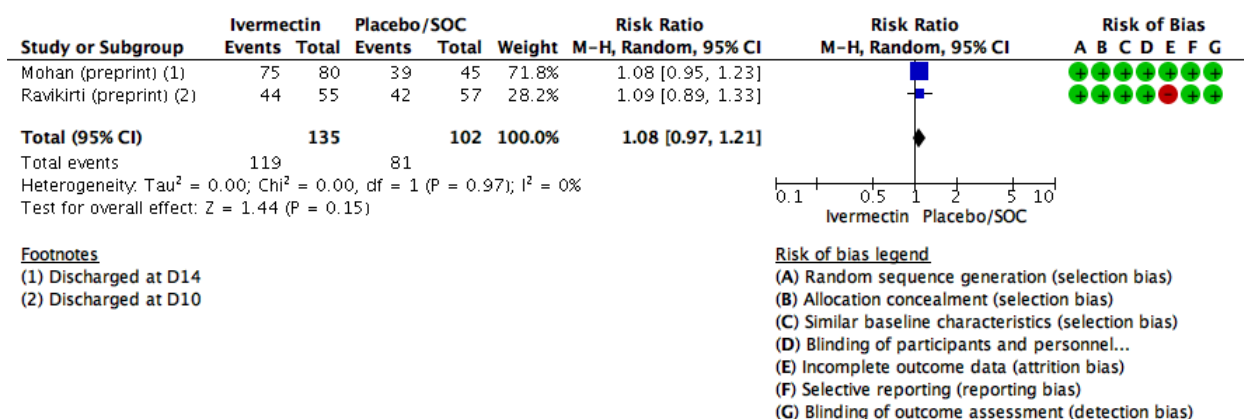 Ivermectin Placebo/SOC Risk Ratio Risk Ratio Risk of Bias
Study or Subgroup Events Total Events Total Weight M-H, Random, 95% CI M-H, Random, 95% CI A B C D E F G
Mohan (preprint) (1) 75 80 39 45 71.8% 1.08 [0.95, 1.23] + + + + + + +
Ravikirti (preprint) (2) 44 55 42 57 28.2% 1.09 [0.89, 1.33] + + + + - + +
Total (95% CI) 135 102 100.0% 1.08 [0.97, 1.21]
Total events 119 81
Heterogeneity: Tau² = 0.00; Chi² = 0.00, df = 1 (P = 0.97); I² = 0%
Test for overall effect: Z = 1.44 (P = 0.15)
0.1 0.5 1 2 5 10
Ivermectin Placebo/SOC
Footnotes
(1) Discharged at D14
(2) Discharged at D10
Risk of bias legend
(A) Random sequence generation (selection bias)
(B) Allocation concealment (selection bias)
(C) Similar baseline characteristics (selection bias)
(D) Blinding of participants and personnel...
(E) Incomplete outcome data (attrition bias)
(F) Selective reporting (reporting bias)
(G) Blinding of outcome assessment (detection bias)